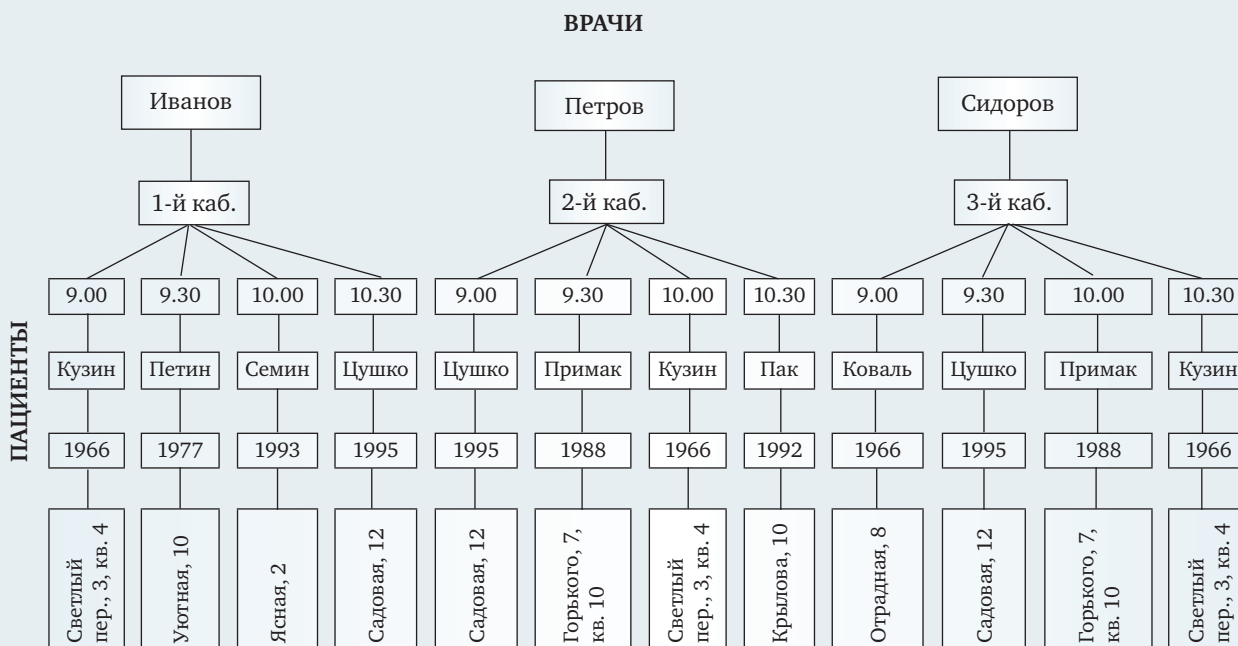 ВРАЧИ
Иванов
Петров
Сидоров
1-й каб.
2-й каб.
3-й каб.
9.00
9.30
10.00
10.30
9.00
9.30
10.00
10.30
9.00
9.30
10.00
10.30
ПАЦИЕНТЫ
Кузин
Петин
Семин
Цушко
Цушко
Примак
Кузин
Пак
Коваль
Цушко
Примак
Кузин
1966
1977
1993
1995
1995
1988
1966
1992
1966
1995
1988
1966
Светлый
пер., 3, кв. 4
Уютная, 10
Ясная, 2
Садовая, 12
Садовая, 12
Горького, 7,
кв. 10
Светлый
пер., 3, кв. 4
Крылова, 10
Отрадная, 8
Садовая, 12
Горького, 7,
кв. 10
Светлый
пер., 3, кв. 4